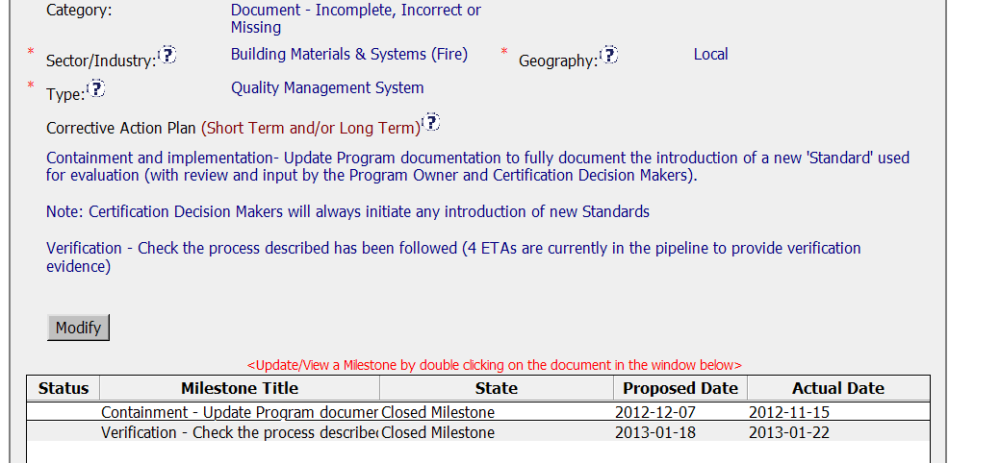 Category:
Document - Incomplete, Incorrect or
Missing
* Sector/Industry: ? Building Materials & Systems (Fire) * Geography: ? Local
* Type: ? Quality Management System
Corrective Action Plan (Short Term and/or Long Term) ?
Containment and implementation- Update Program documentation to fully document the introduction of a new 'Standard' used
for evaluation (with review and input by the Program Owner and Certification Decision Makers).
Note: Certification Decision Makers will always initiate any introduction of new Standards
Verification - Check the process described has been followed (4 ETAs are currently in the pipeline to provide verification
evidence)
Modify
<Update/View a Milestone by double clicking on the document in the window below>
Status Milestone Title State Proposed Date Actual Date
Containment - Update Program documer Closed Milestone 2012-12-07 2012-11-15
Verification - Check the process describe Closed Milestone 2013-01-18 2013-01-22